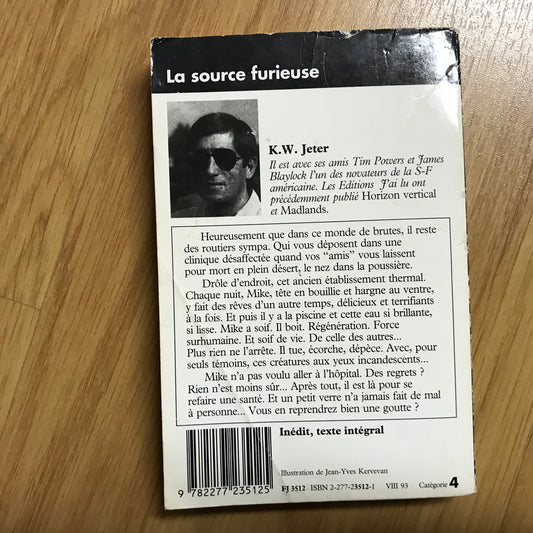 La source furieuse
K.W. Jeter
Il est avec ses amis Tim Powers et James
Blaylock l'un des novateurs de la S-F
américaine. Les Editions J'ai lu ont
précédemment publié Horizon vertical
et Madlands.
Heureusement que dans ce monde de brutes, il reste
des routiers sympa. Qui vous déposent dans une
clinique désaffectée quand vos "amis" vous laissent
pour mort en plein désert, le nez dans la poussière.
Drôle d'endroit, cet ancien établissement thermal.
Chaque nuit, Mike, tête en bouillie et hargne au ventre,
y fait des rêves d'un autre temps, délicieux et terrifiants
à la fois. Et puis il y a la piscine et cette eau si brillante,
si lisse. Mike a soif. Il boit. Régénération. Force
surhumaine. Et soif de vie. De celle des autres...
Plus rien ne l'arrête. Il tue, écorche, dépèce. Avec, pour
seuls témoins, ces créatures aux yeux incandescents...
Mike n'a pas voulu aller à l'hôpital. Des regrets ?
Rien n'est moins sûr... Après tout, il est là pour se
refaire une santé. Et un petit verre n'a jamais fait de mal
à personne... Vous en reprendrez bien une goutte ?
Inédit, texte intégral
Illustration de Jean-Yves Kervevan
9 782277 235125
FJ 3512 ISBN 2-277-23512-1 VIII 93 Catégorie 4